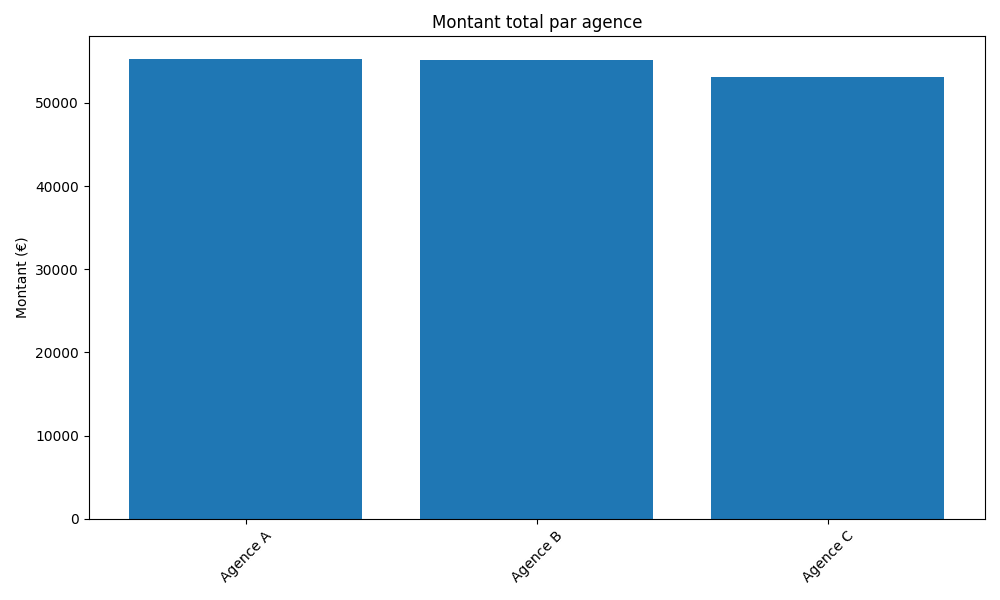 Montant total par agence
Montant (€)
50000
40000
30000
20000
10000
0
Agence A
Agence B
Agence C